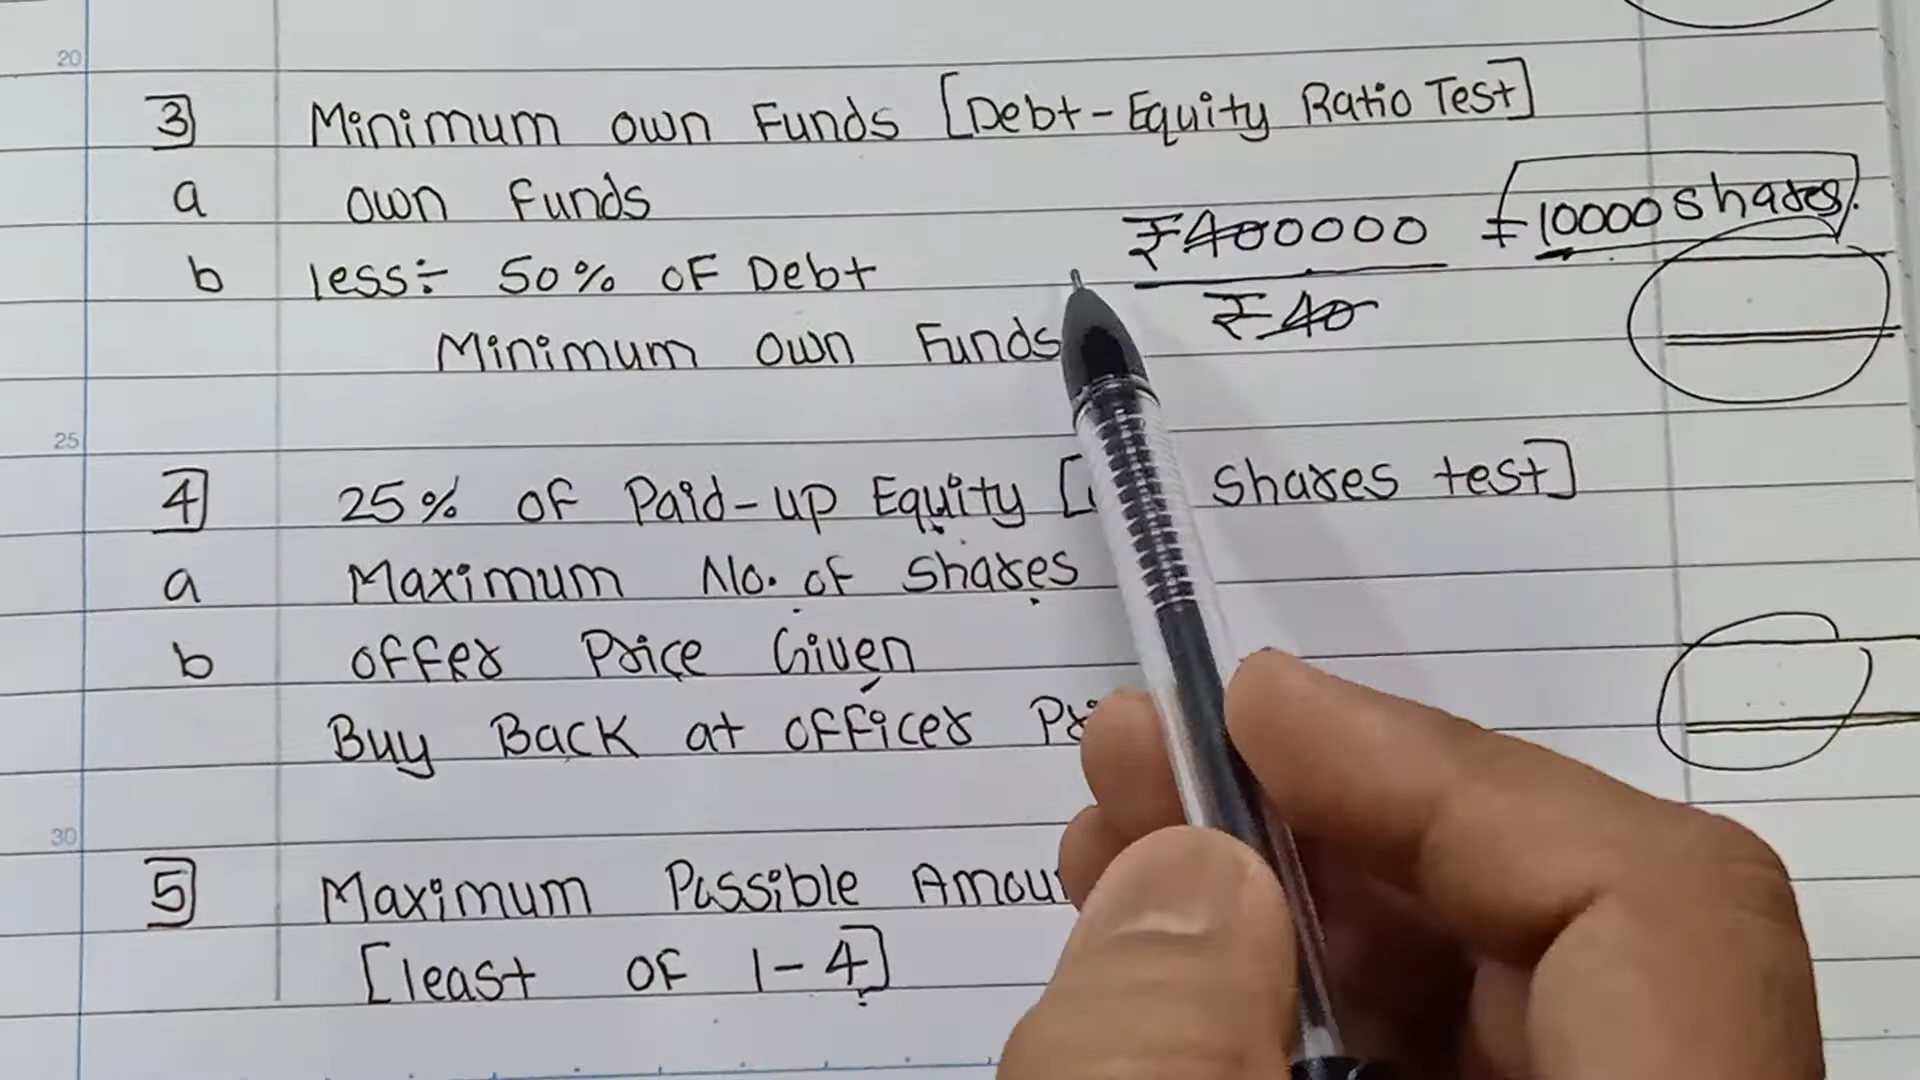 20
3 Minimum own Funds [Debt-Equity Ratio Test]
a own Funds
₹400000 = 10000 shares.
₹40
b less:- 50% OF Debt
Minimum own Funds
25
4 25% OF Paid-up Equity [ shares test]
a Maximum No. of shares
b offer Price Given
Buy Back at officer
30
5 Maximum Possible
[least OF 1-4]